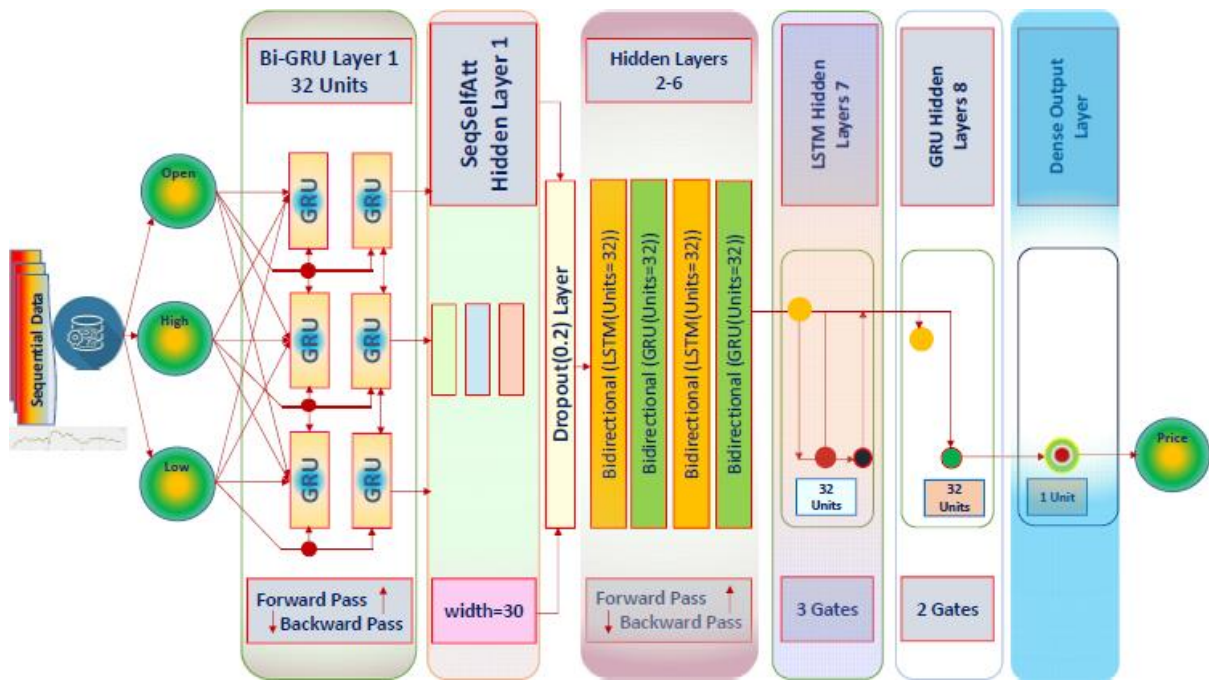 Sequential Data
Open
High
Low
Bi-GRU Layer 1
32 Units
GRU
GRU
GRU
GRU
GRU
GRU
Forward Pass
Backward Pass
SeqSelfAtt
Hidden Layer 1
width=30
Dropout(0.2) Layer
Hidden Layers
2-6
Bidirectional (LSTM(Units=32))
Bidirectional (GRU(Units=32))
Bidirectional (LSTM(Units=32))
Bidirectional (GRU(Units=32))
Forward Pass
Backward Pass
LSTM Hidden
Layers 7
32
Units
3 Gates
GRU Hidden
Layers 8
32
Units
2 Gates
Dense Output
Layer
1 Unit
Price